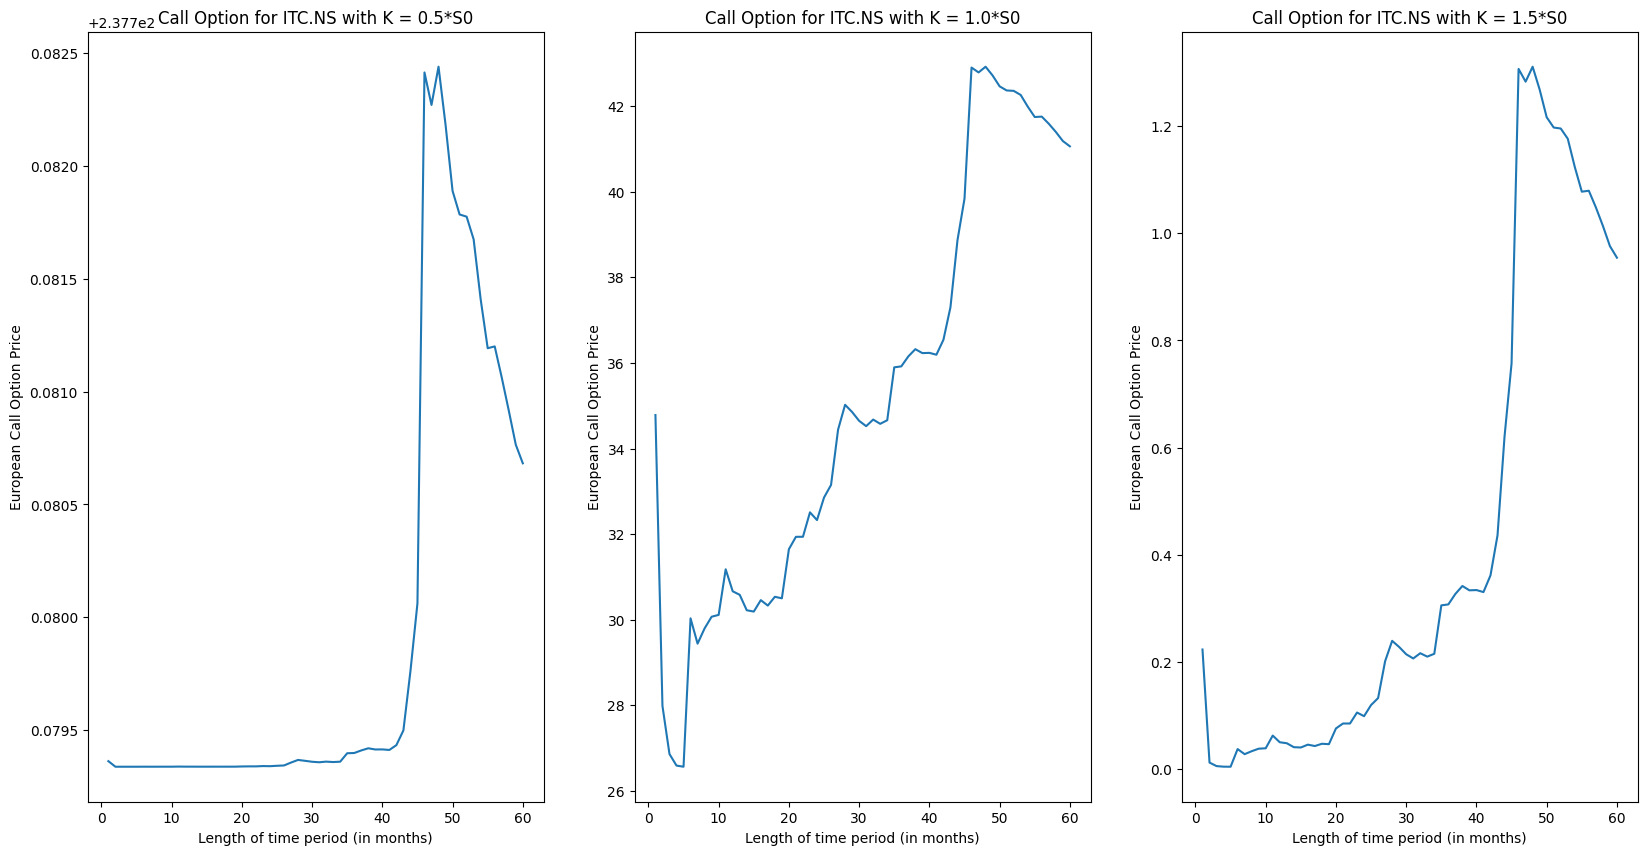 Call Option for ITC.NS with K = 0.5*S0
+2.377e2
0.0825
0.0820
0.0815
0.0810
0.0805
0.0800
0.0795
European Call Option Price
0 10 20 30 40 50 60
Length of time period (in months)
Call Option for ITC.NS with K = 1.0*S0
42
40
38
36
34
32
30
28
26
European Call Option Price
0 10 20 30 40 50 60
Length of time period (in months)
Call Option for ITC.NS with K = 1.5*S0
1.2
1.0
0.8
0.6
0.4
0.2
0.0
European Call Option Price
0 10 20 30 40 50 60
Length of time period (in months)